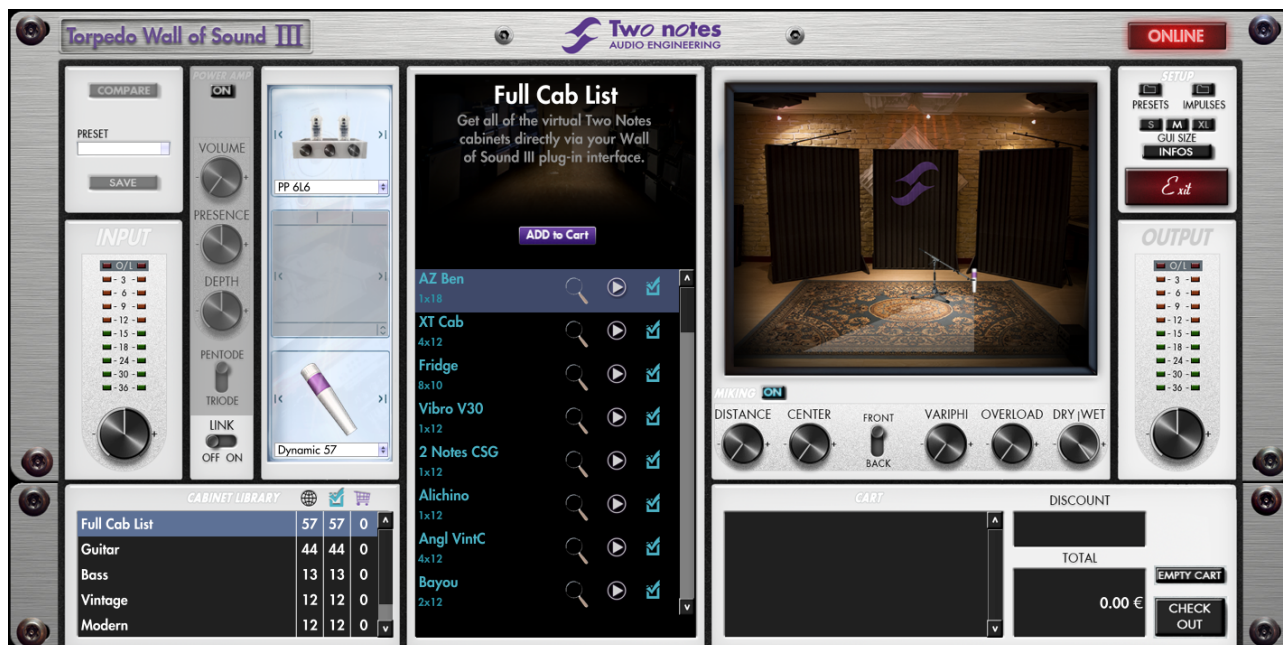 Torpedo Wall of Sound III
Two notes
AUDIO ENGINEERING
ONLINE
COMPARE
PRESET
SAVE
INPUT
O/L
- 3 -
- 6 -
- 9 -
- 12 -
- 15 -
- 18 -
- 24 -
- 30 -
- 36 -
- +
POWER AMP
ON
VOLUME
- +
PRESENCE
- +
DEPTH
- +
PENTODE
TRIODE
LINK
OFF ON
PP 6L6
Dynamic 57
Full Cab List
Get all of the virtual Two Notes
cabinets directly via your Wall
of Sound III plug-in interface.
ADD to Cart
AZ Ben
1x18
XT Cab
4x12
Fridge
8x10
Vibro V30
1x12
2 Notes CSG
1x12
Alichino
1x12
Angl VintC
4x12
Bayou
2x12
MIKING ON
DISTANCE CENTER FRONT VARIPHI OVERLOAD DRY|WET
- + - + - + - + - +
BACK
SETUP
PRESETS IMPULSES
S M XL
GUI SIZE
INFOS
Exit
OUTPUT
O/L
- 3 -
- 6 -
- 9 -
- 12 -
- 15 -
- 18 -
- 24 -
- 30 -
- 36 -
- +
CABINET LIBRARY
Full Cab List 57 57 0
Guitar 44 44 0
Bass 13 13 0
Vintage 12 12 0
Modern 12 12 0
CART
DISCOUNT
TOTAL
0.00 €
EMPTY CART
CHECK
OUT